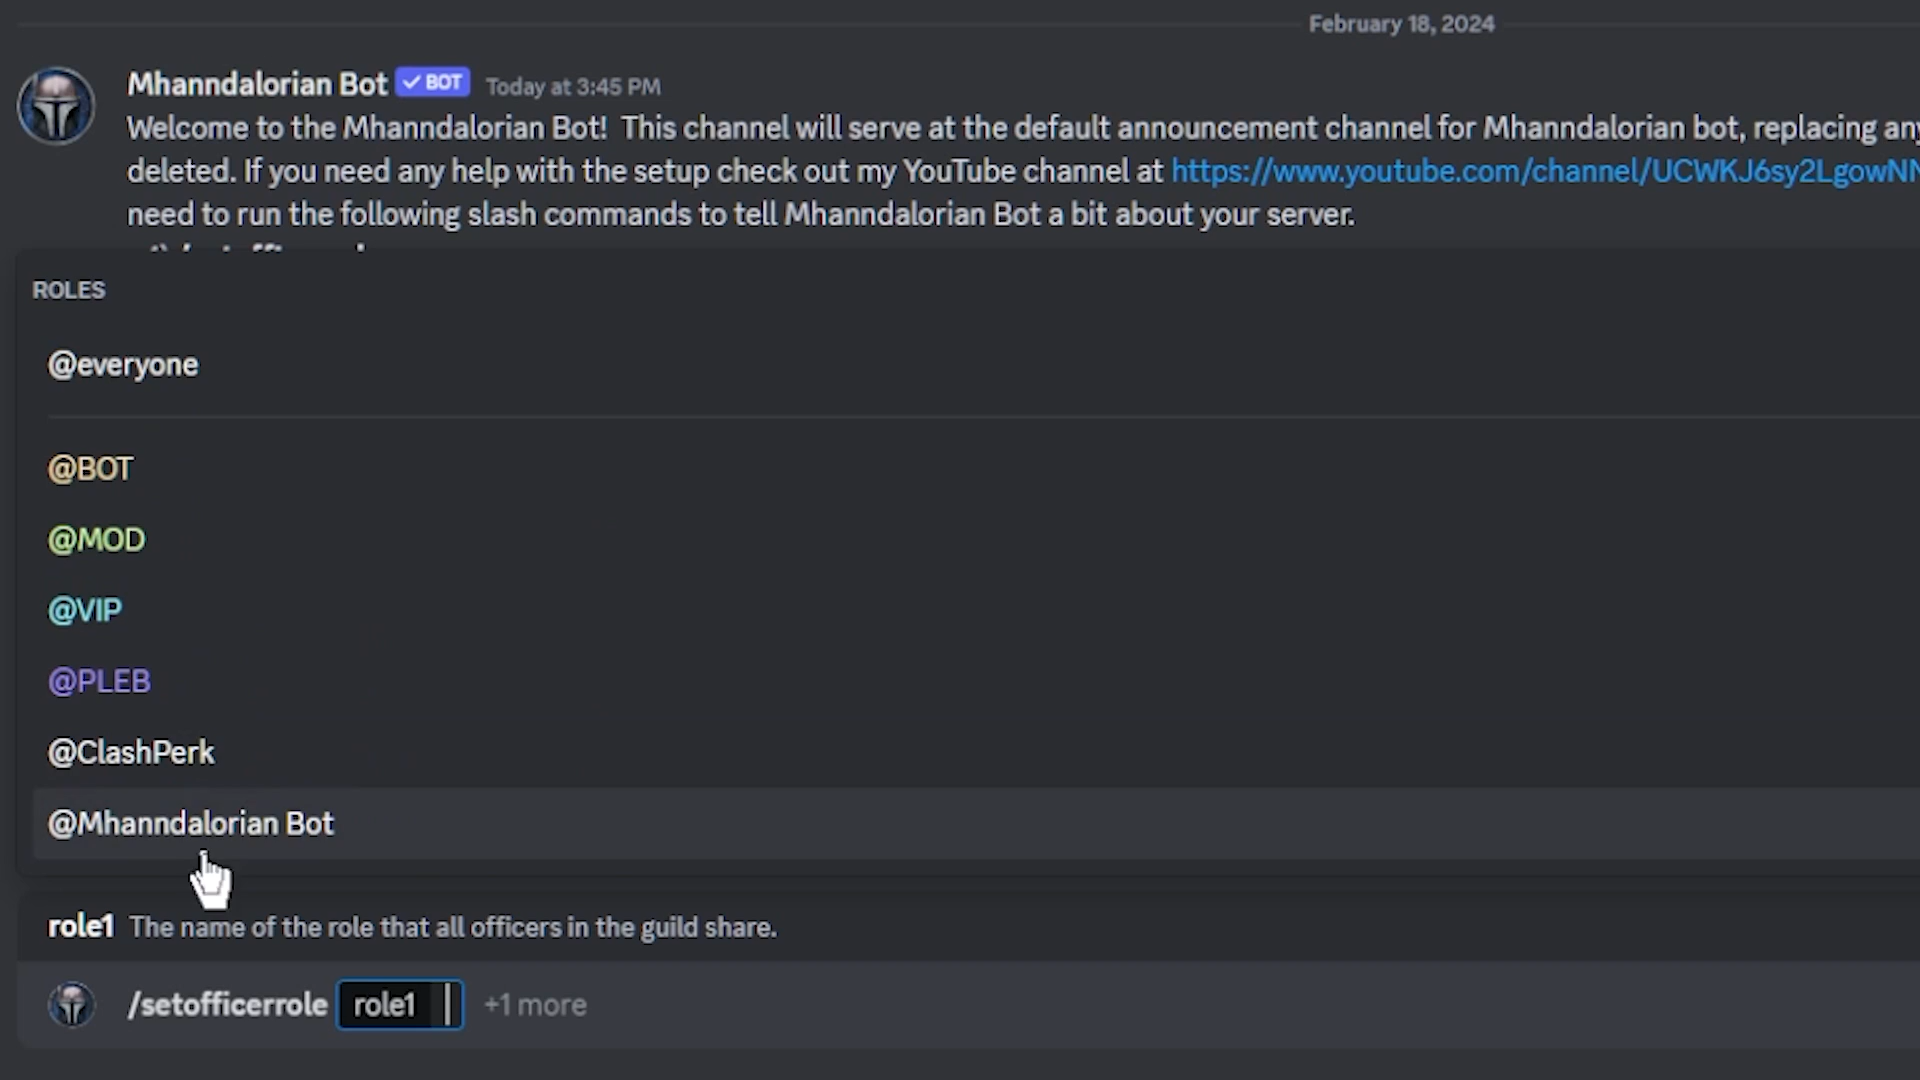 February 18, 2024
Mhanndalorian Bot ✓ BOT Today at 3:45 PM
Welcome to the Mhanndalorian Bot! This channel will serve at the default announcement channel for Mhanndalorian bot, replacing any
deleted. If you need any help with the setup check out my YouTube channel at https://www.youtube.com/channel/UCWKJ6sy2LgowNN
need to run the following slash commands to tell Mhanndalorian Bot a bit about your server.
ROLES
@everyone
@BOT
@MOD
@VIP
@PLEB
@ClashPerk
@Mhanndalorian Bot
role1 The name of the role that all officers in the guild share.
/setofficerrole role1 +1 more